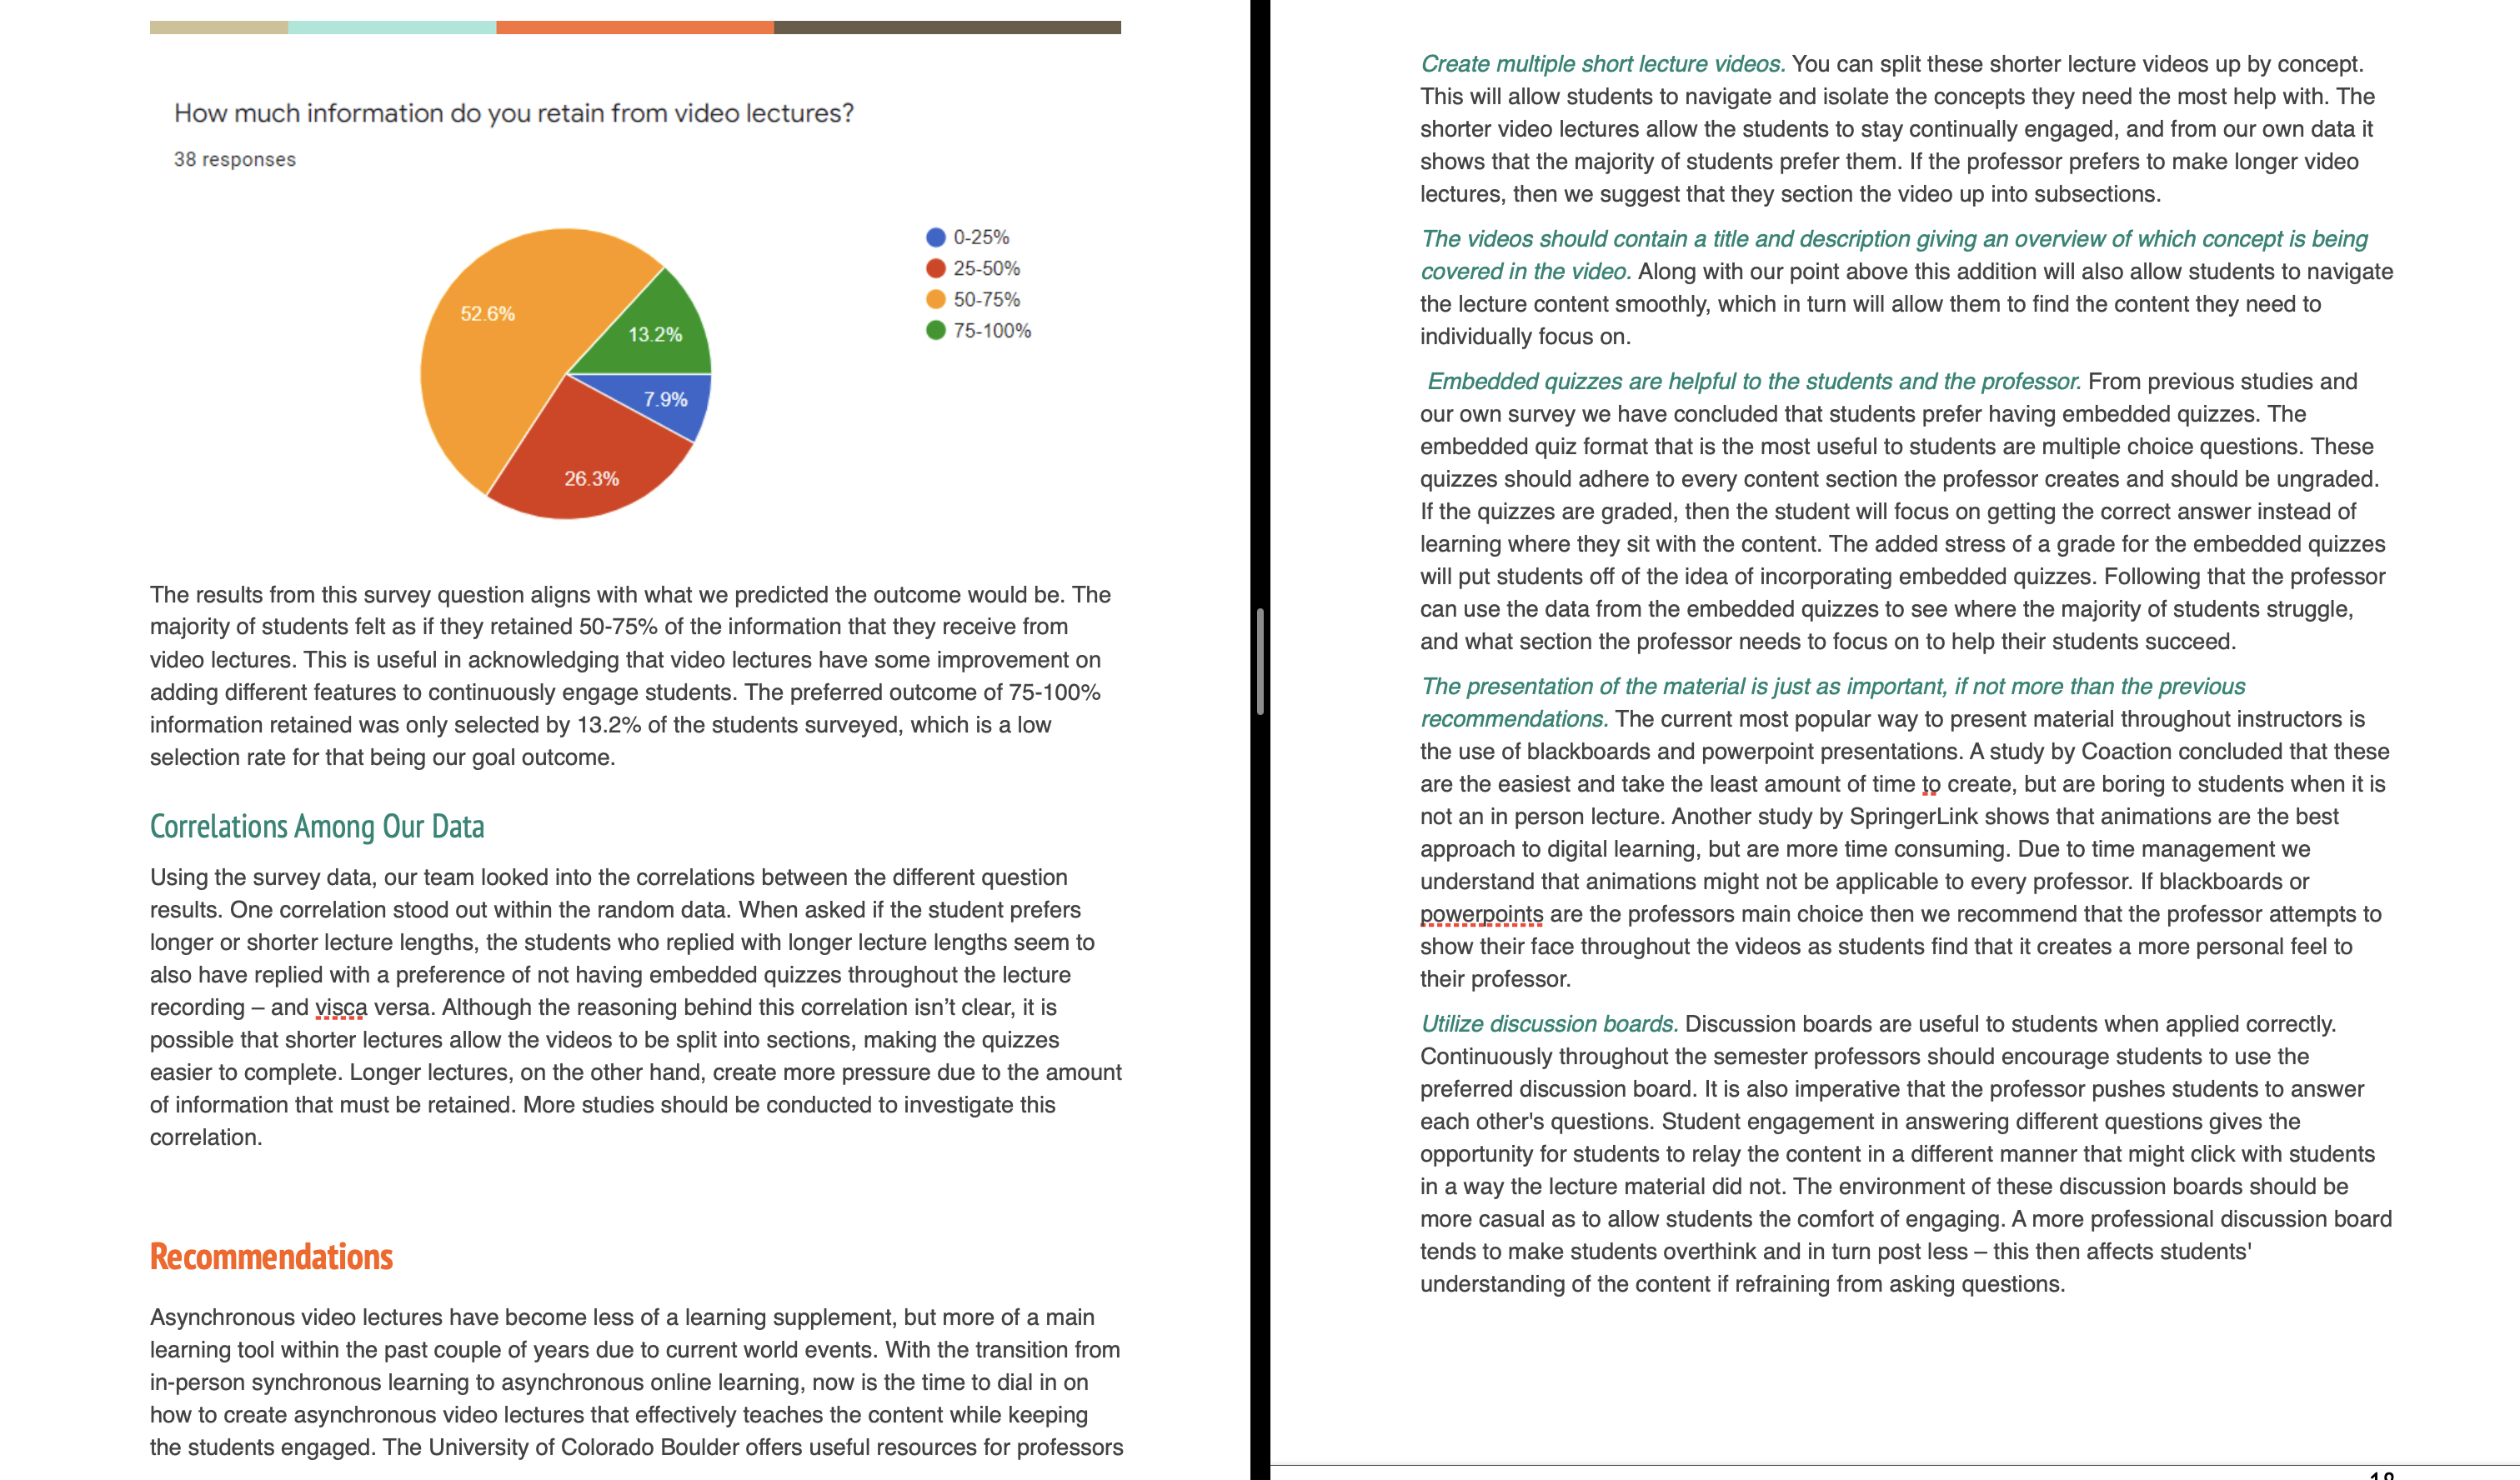 How much information do you retain from video lectures?
38 responses
0-25%
25-50%
50-75%
75-100%
52.6%
13.2%
7.9%
26.3%
The results from this survey question aligns with what we predicted the outcome would be. The
majority of students felt as if they retained 50-75% of the information that they receive from
video lectures. This is useful in acknowledging that video lectures have some improvement on
adding different features to continuously engage students. The preferred outcome of 75-100%
information retained was only selected by 13.2% of the students surveyed, which is a low
selection rate for that being our goal outcome.
Correlations Among Our Data
Using the survey data, our team looked into the correlations between the different question
results. One correlation stood out within the random data. When asked if the student prefers
longer or shorter lecture lengths, the students who replied with longer lecture lengths seem to
also have replied with a preference of not having embedded quizzes throughout the lecture
recording – and visca versa. Although the reasoning behind this correlation isn’t clear, it is
possible that shorter lectures allow the videos to be split into sections, making the quizzes
easier to complete. Longer lectures, on the other hand, create more pressure due to the amount
of information that must be retained. More studies should be conducted to investigate this
correlation.
Recommendations
Asynchronous video lectures have become less of a learning supplement, but more of a main
learning tool within the past couple of years due to current world events. With the transition from
in-person synchronous learning to asynchronous online learning, now is the time to dial in on
how to create asynchronous video lectures that effectively teaches the content while keeping
the students engaged. The University of Colorado Boulder offers useful resources for professors
Create multiple short lecture videos. You can split these shorter lecture videos up by concept.
This will allow students to navigate and isolate the concepts they need the most help with. The
shorter video lectures allow the students to stay continually engaged, and from our own data it
shows that the majority of students prefer them. If the professor prefers to make longer video
lectures, then we suggest that they section the video up into subsections.
The videos should contain a title and description giving an overview of which concept is being
covered in the video. Along with our point above this addition will also allow students to navigate
the lecture content smoothly, which in turn will allow them to find the content they need to
individually focus on.
Embedded quizzes are helpful to the students and the professor. From previous studies and
our own survey we have concluded that students prefer having embedded quizzes. The
embedded quiz format that is the most useful to students are multiple choice questions. These
quizzes should adhere to every content section the professor creates and should be ungraded.
If the quizzes are graded, then the student will focus on getting the correct answer instead of
learning where they sit with the content. The added stress of a grade for the embedded quizzes
will put students off of the idea of incorporating embedded quizzes. Following that the professor
can use the data from the embedded quizzes to see where the majority of students struggle,
and what section the professor needs to focus on to help their students succeed.
The presentation of the material is just as important, if not more than the previous
recommendations. The current most popular way to present material throughout instructors is
the use of blackboards and powerpoint presentations. A study by Coaction concluded that these
are the easiest and take the least amount of time to create, but are boring to students when it is
not an in person lecture. Another study by SpringerLink shows that animations are the best
approach to digital learning, but are more time consuming. Due to time management we
understand that animations might not be applicable to every professor. If blackboards or
powerpoints are the professors main choice then we recommend that the professor attempts to
show their face throughout the videos as students find that it creates a more personal feel to
their professor.
Utilize discussion boards. Discussion boards are useful to students when applied correctly.
Continuously throughout the semester professors should encourage students to use the
preferred discussion board. It is also imperative that the professor pushes students to answer
each other's questions. Student engagement in answering different questions gives the
opportunity for students to relay the content in a different manner that might click with students
in a way the lecture material did not. The environment of these discussion boards should be
more casual as to allow students the comfort of engaging. A more professional discussion board
tends to make students overthink and in turn post less – this then affects students'
understanding of the content if refraining from asking questions.